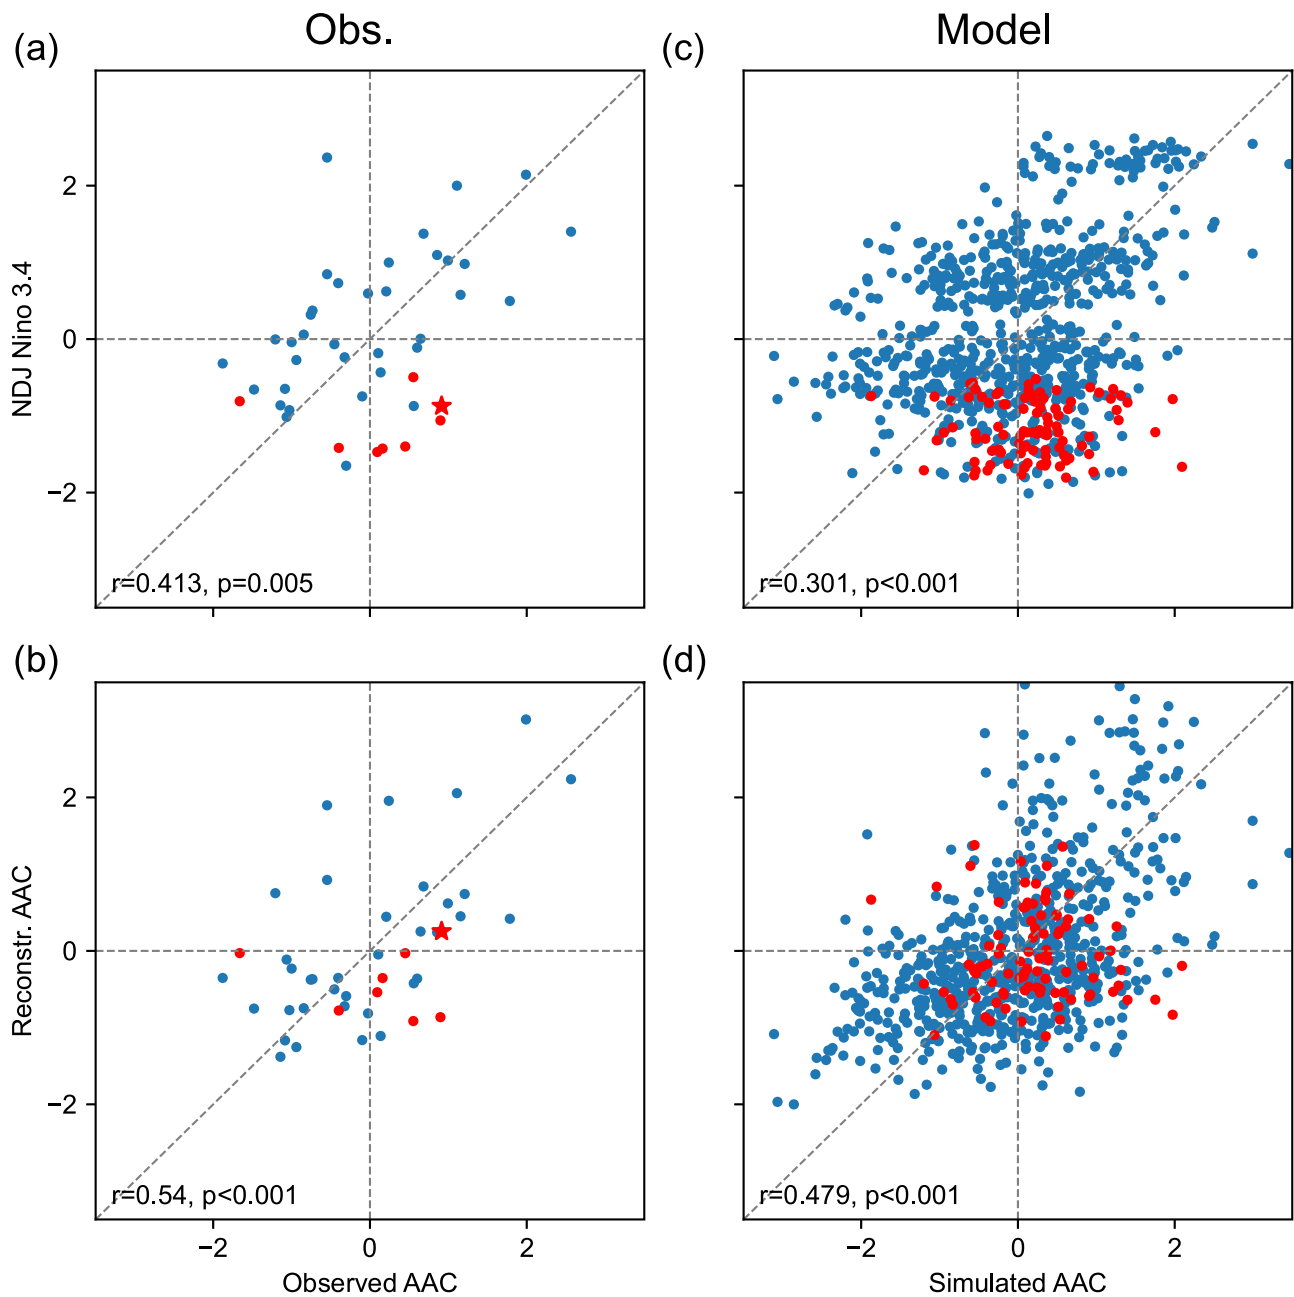 Obs.
Model
(a)
(c)
2
0
−2
NDJ Nino 3.4
r=0.413, p=0.005
r=0.301, p<0.001
(b)
(d)
2
0
−2
Reconstr. AAC
r=0.54, p<0.001
r=0.479, p<0.001
−2 0 2
−2 0 2
Observed AAC
Simulated AAC